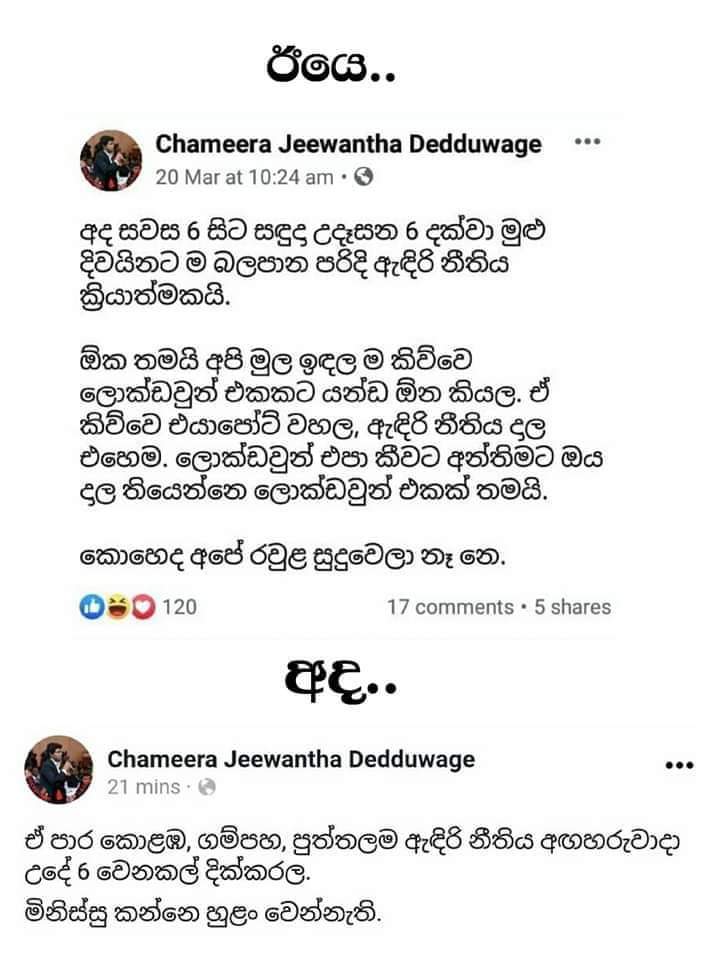 ඊයෙ..
Chameera Jeewantha Dedduwage
20 Mar at 10:24 am •
අද සවස 6 සිට සඳුදා උදෑසන 6 දක්වා මුළු
දිවයිනට ම බලපාන පරිදි ඇඳිරි නීතිය
ක්‍රියාත්මකයි.
ඕක තමයි අපි මුල ඉඳල ම කිව්වෙ
ලොක්ඩවුන් එකකට යන්ඩ ඕන කියල. ඒ
කිව්වෙ එයාපෝට් වහල, ඇඳිරි නීතිය දාල
එහෙම. ලොක්ඩවුන් එපා කීවට අන්තිමට ඔය
දාල තියෙන්නෙ ලොක්ඩවුන් එකක් තමයි.
කොහෙද අපේ රවුළ සුදුවෙලා නෑ නෙ.
120 17 comments • 5 shares
අද..
Chameera Jeewantha Dedduwage
21 mins ·
ඒ පාර කොළඹ, ගම්පහ, පුත්තලම ඇඳිරි නීතිය අඟහරුවාදා
උදේ 6 වෙනකල් දික්කරල.
මිනිස්සු කන්නෙ හුළං වෙන්නැති.